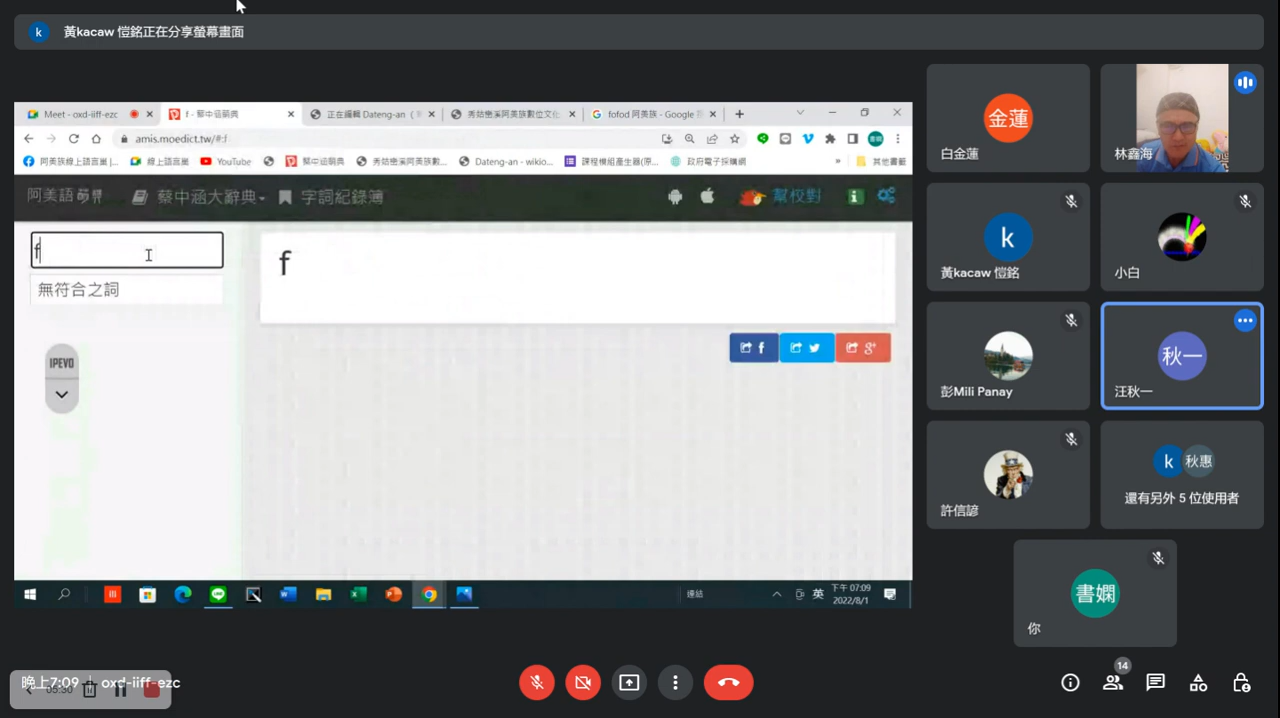 k 黃kacaw 愷銘正在分享螢幕畫面
Meet - oxd-iiff-ezc
f - 蔡中涵大辭典
正在編輯 Dateng-an
秀姑巒溪阿美族數位文化
fofod 阿美族 - Google
amis.moedict.tw/#:f
阿美族線上語言巢
線上語言巢
YouTube
蔡中涵大辭典
秀姑巒溪阿美族數...
Dateng-an - wikio...
課程模組產生器(原...
政府電子採購網
»
其他書籤
阿美語萌典
蔡中涵大辭典
字詞紀錄簿
幫校對
f
無符合之詞
f
IPEVO
連結
英
下午 07:09
2022/8/1
金蓮
白金蓮
林鑫海
k
黃kacaw 愷銘
小白
彭Mili Panay
秋一
汪秋一
許信諺
k 秋惠
還有另外 5 位使用者
書嫻
你
晚上7:09 | oxd-iiff-ezc
05:30
14